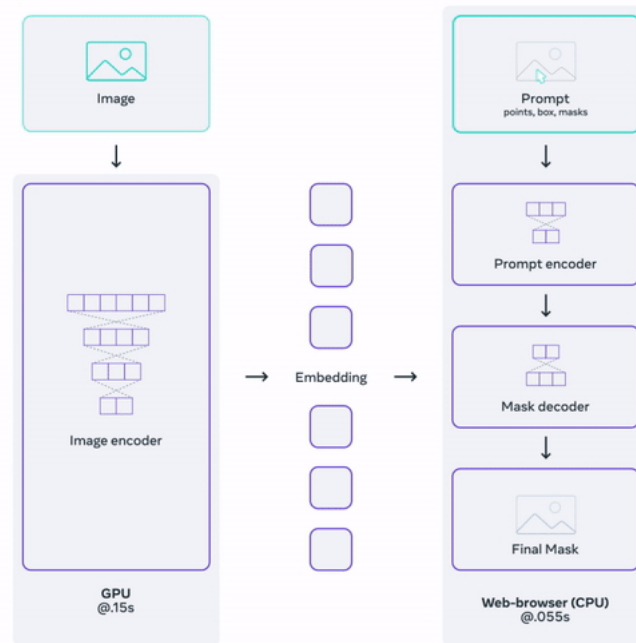 Image
Image encoder
GPU
@.15s
Embedding
Prompt
points, box, masks
Prompt encoder
Mask decoder
Final Mask
Web-browser (CPU)
@.055s